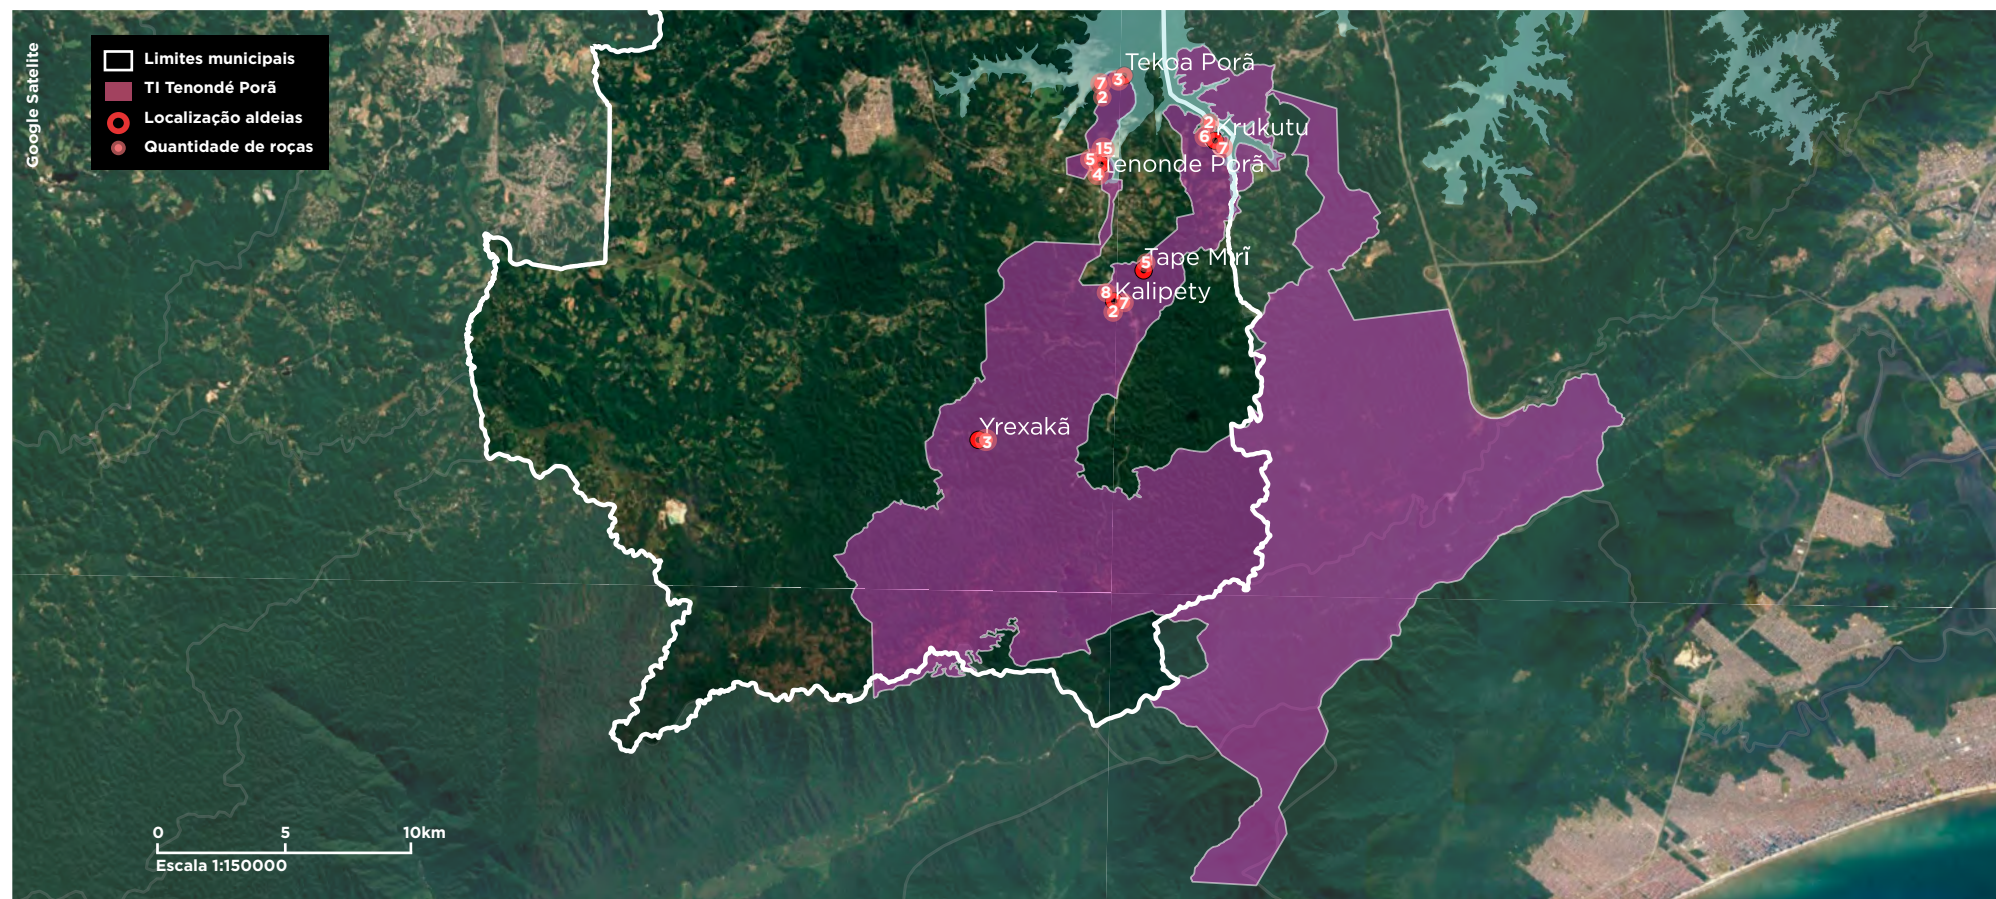 Google Satelite
Limites municipais
TI Tenondé Porã
Localização aldeias
Quantidade de roças
Tekoa Porã
7
3
2
2
Krukutu
6
7
15
5
Tenonde Porã
4
Tape Mirĩ
5
8
Kalipety
7
2
Yrexakã
3
0 5 10km
Escala 1:150000